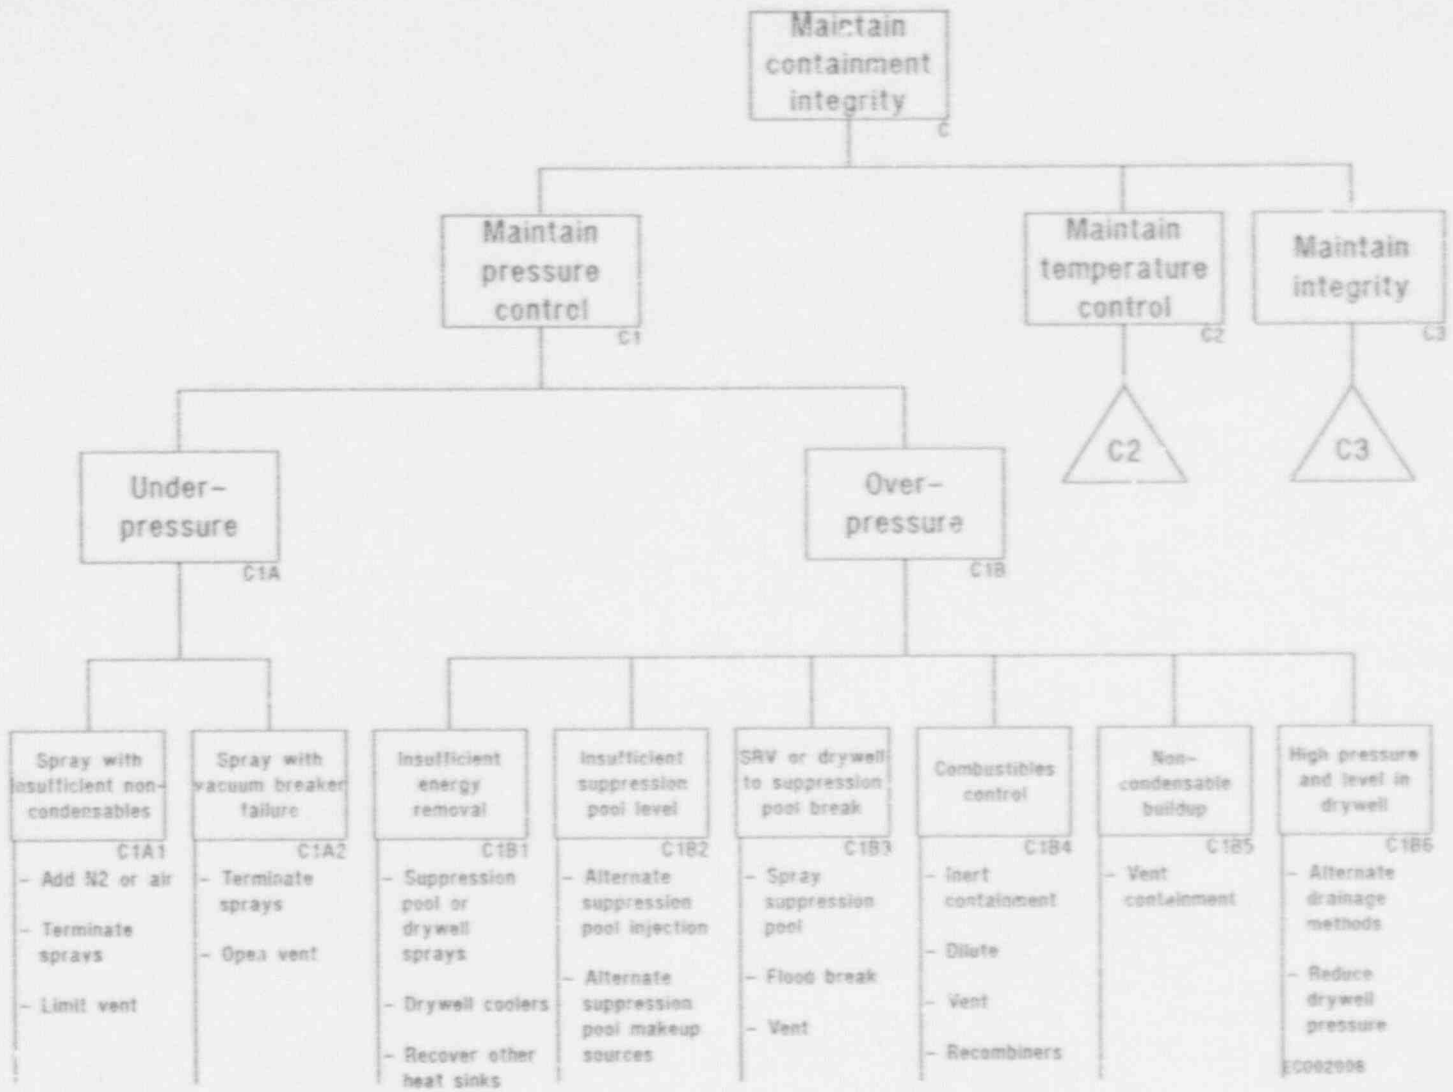 Maintain
containment
integrity
C
Maintain
pressure
control
C1
Maintain
temperature
control
C2
Maintain
integrity
C3
C2
C3
Under-
pressure
C1A
Over-
pressure
C1B
Spray with
insufficient non-
condensables
C1A1
- Add N2 or air
- Terminate
sprays
- Limit vent
Spray with
vacuum breaker
failure
C1A2
- Terminate
sprays
- Open vent
Insufficient
energy
removal
C1B1
- Suppression
pool or
drywell
sprays
- Drywell coolers
- Recover other
heat sinks
Insufficient
suppression
pool level
C1B2
- Alternate
suppression
pool injection
- Alternate
suppression
pool makeup
sources
SRV or drywell
to suppression
pool break
C1B3
- Spray
suppression
pool
- Flood break
- Vent
Combustibles
control
C1B4
- Inert
containment
- Dilute
- Vent
- Recombiners
Non-
condensable
buildup
C1B5
- Vent
containment
High pressure
and level in
drywell
C1B6
- Alternate
drainage
methods
- Reduce
drywell
pressure